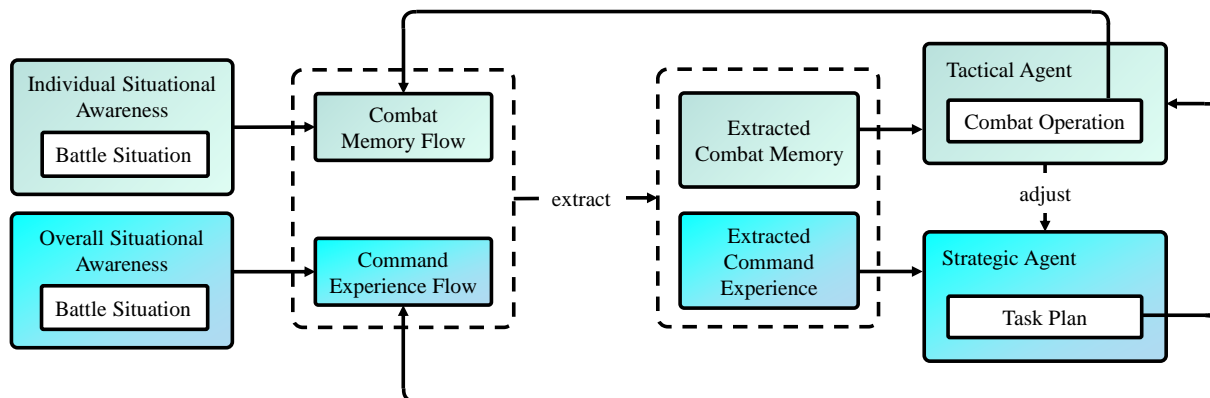 Individual Situational
Awareness
Battle Situation
Overall Situational
Awareness
Battle Situation
Combat
Memory Flow
Command
Experience Flow
extract
Extracted
Combat Memory
Extracted
Command
Experience
Tactical Agent
Combat Operation
adjust
Strategic Agent
Task Plan